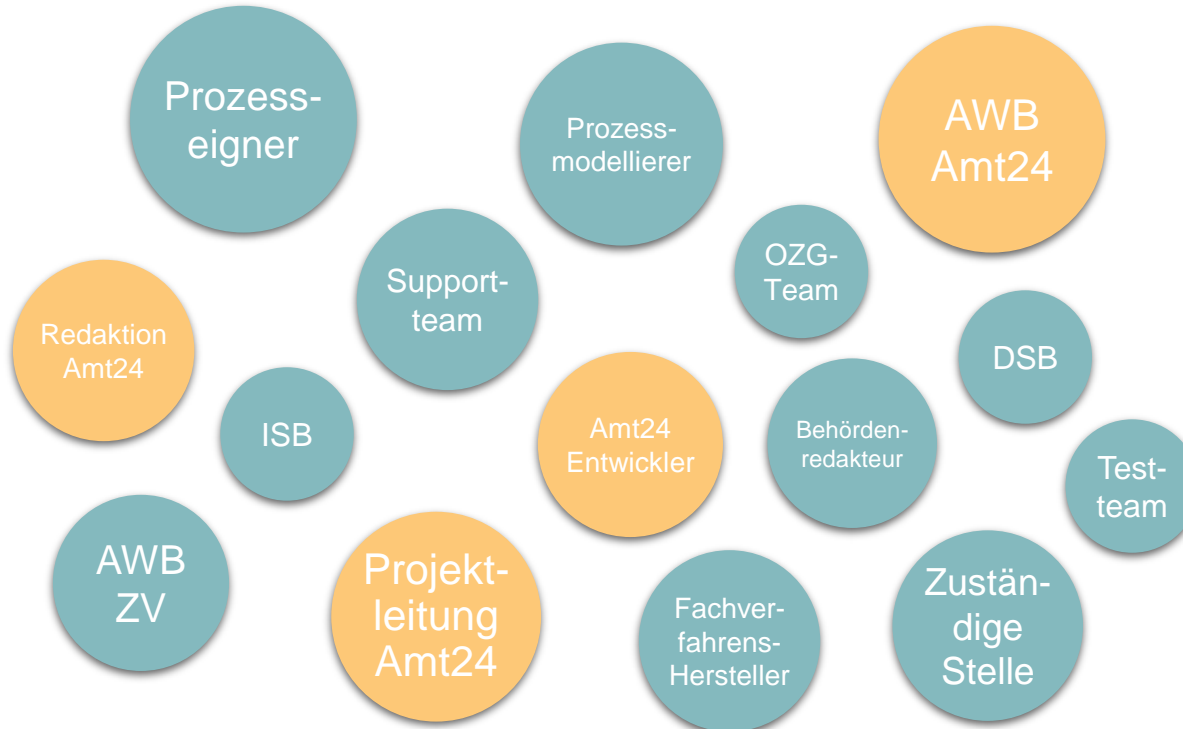 Prozess-
eigner
Prozess-
modellierer
AWB
Amt24
OZG-
Team
Support-
team
Redaktion
Amt24
DSB
ISB
Amt24
Entwickler
Behörden-
redakteur
Test-
team
AWB
ZV
Projekt-
leitung
Amt24
Fachver-
fahrens-
Hersteller
Zustän-
dige
Stelle